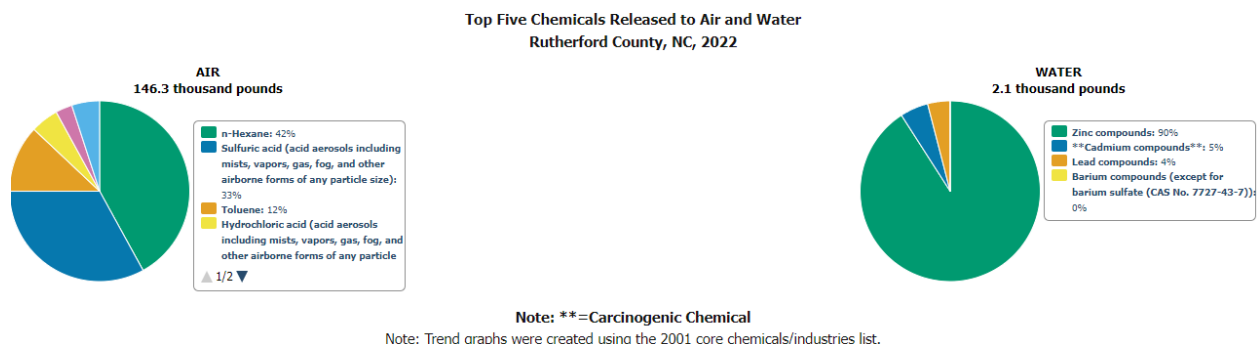 Top Five Chemicals Released to Air and Water
Rutherford County, NC, 2022
AIR
146.3 thousand pounds
n-Hexane: 42%
Sulfuric acid (acid aerosols including
mists, vapors, gas, fog, and other
airborne forms of any particle size):
33%
Toluene: 12%
Hydrochloric acid (acid aerosols
including mists, vapors, gas, fog, and
other airborne forms of any particle
1/2
WATER
2.1 thousand pounds
Zinc compounds: 90%
**Cadmium compounds**: 5%
Lead compounds: 4%
Barium compounds (except for
barium sulfate (CAS No. 7727-43-7)):
0%
Note: **=Carcinogenic Chemical
Note: Trend graphs were created using the 2001 core chemicals/industries list.